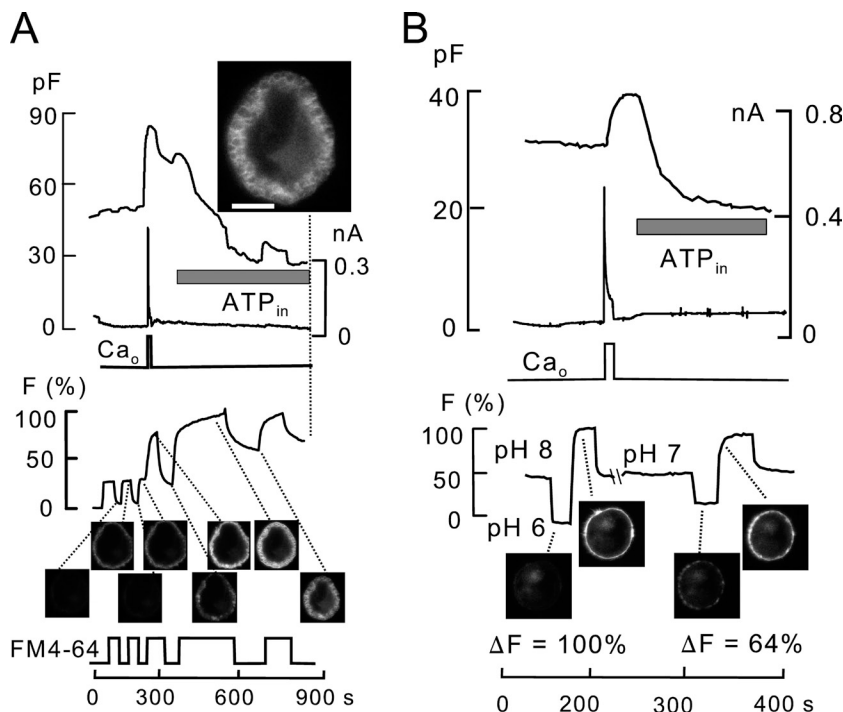 A
pF
90
60
30
0
nA
0.3
0
ATPin
Cao
F (%)
100
50
0
FM4-64
0 300 600 900 s
B
pF
40
20
0
nA
0.8
0.4
0
ATPin
Cao
F (%)
100
50
0
pH 8
pH 7
pH 6
ΔF = 100% ΔF = 64%
0 200 300 400 s